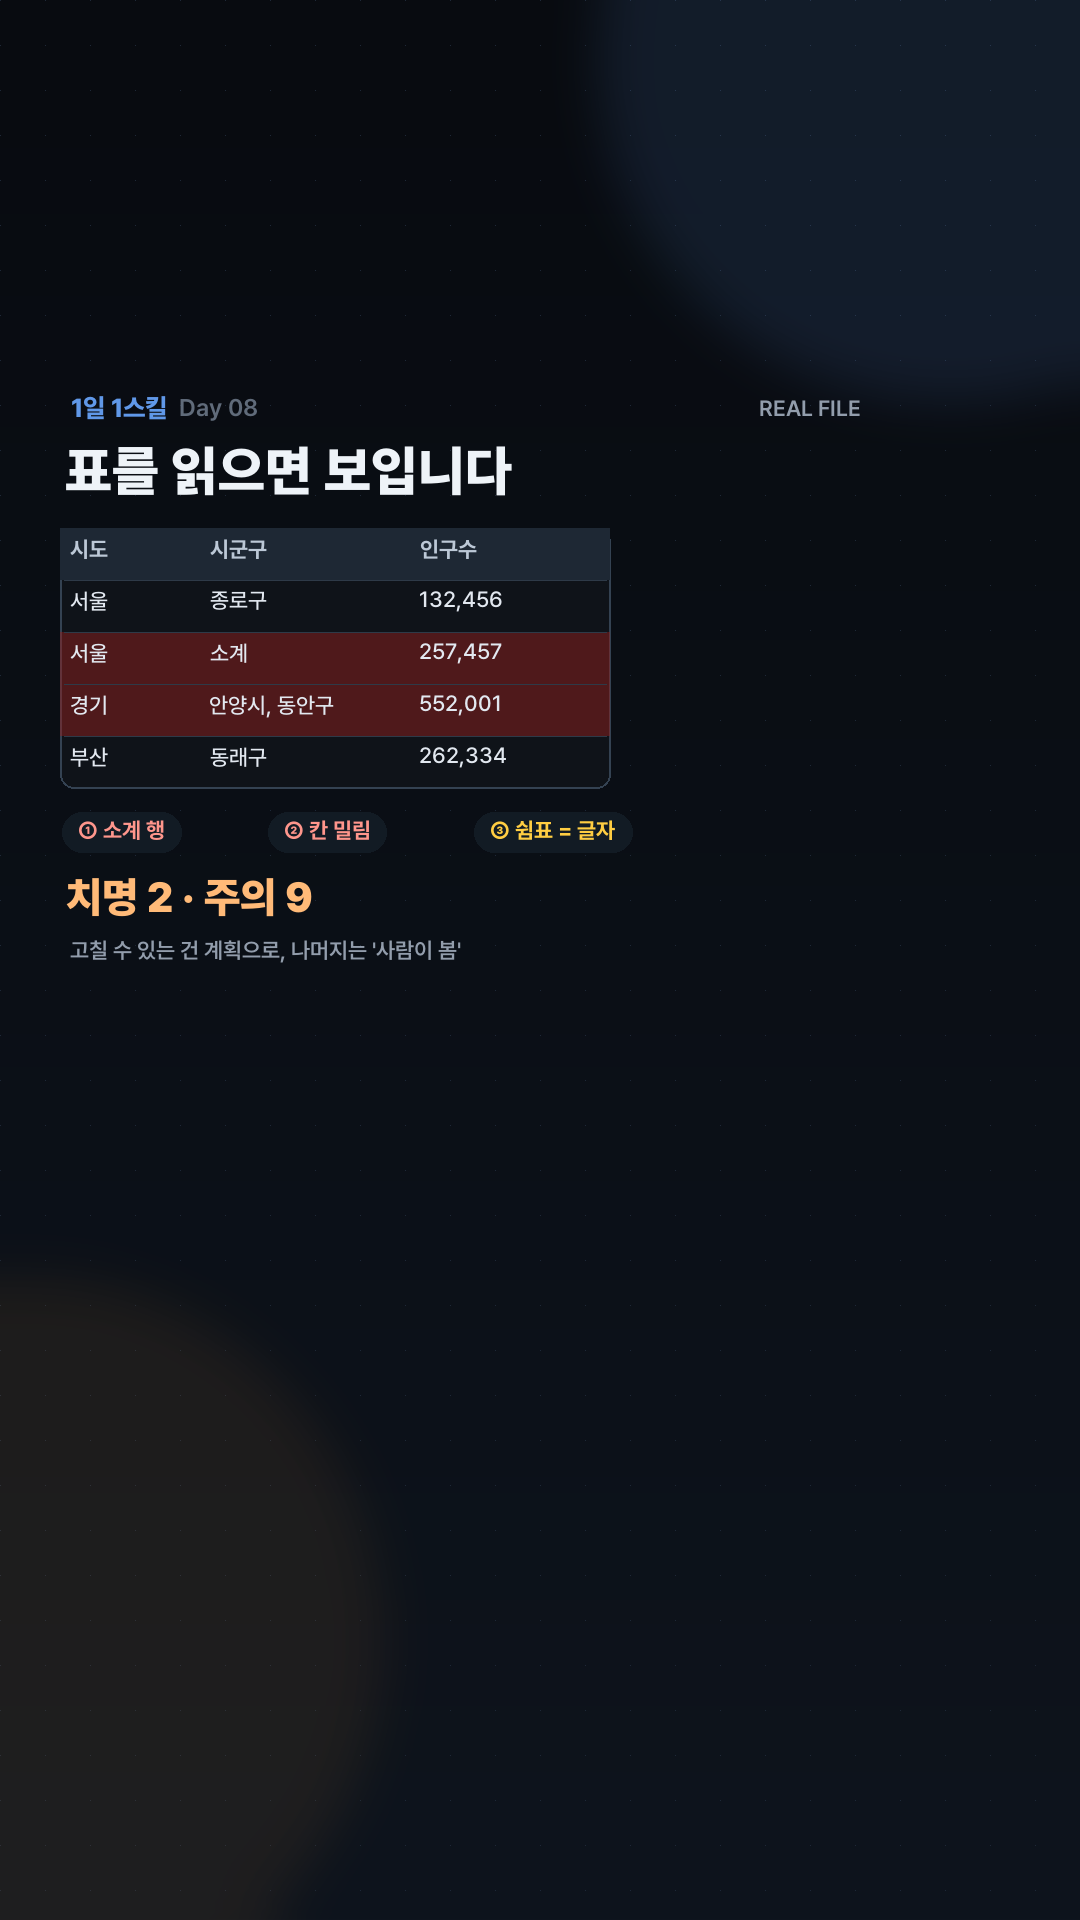 1일 1스킬 Day 08 REAL FILE
표를 읽으면 보입니다
시도 시군구 인구수
서울 종로구 132,456
서울 소계 257,457
경기 안양시, 동안구 552,001
부산 동래구 262,334
① 소계 행 ② 칸 밀림 ③ 쉼표 = 글자
치명 2 · 주의 9
고칠 수 있는 건 계획으로, 나머지는 '사람이 봄'